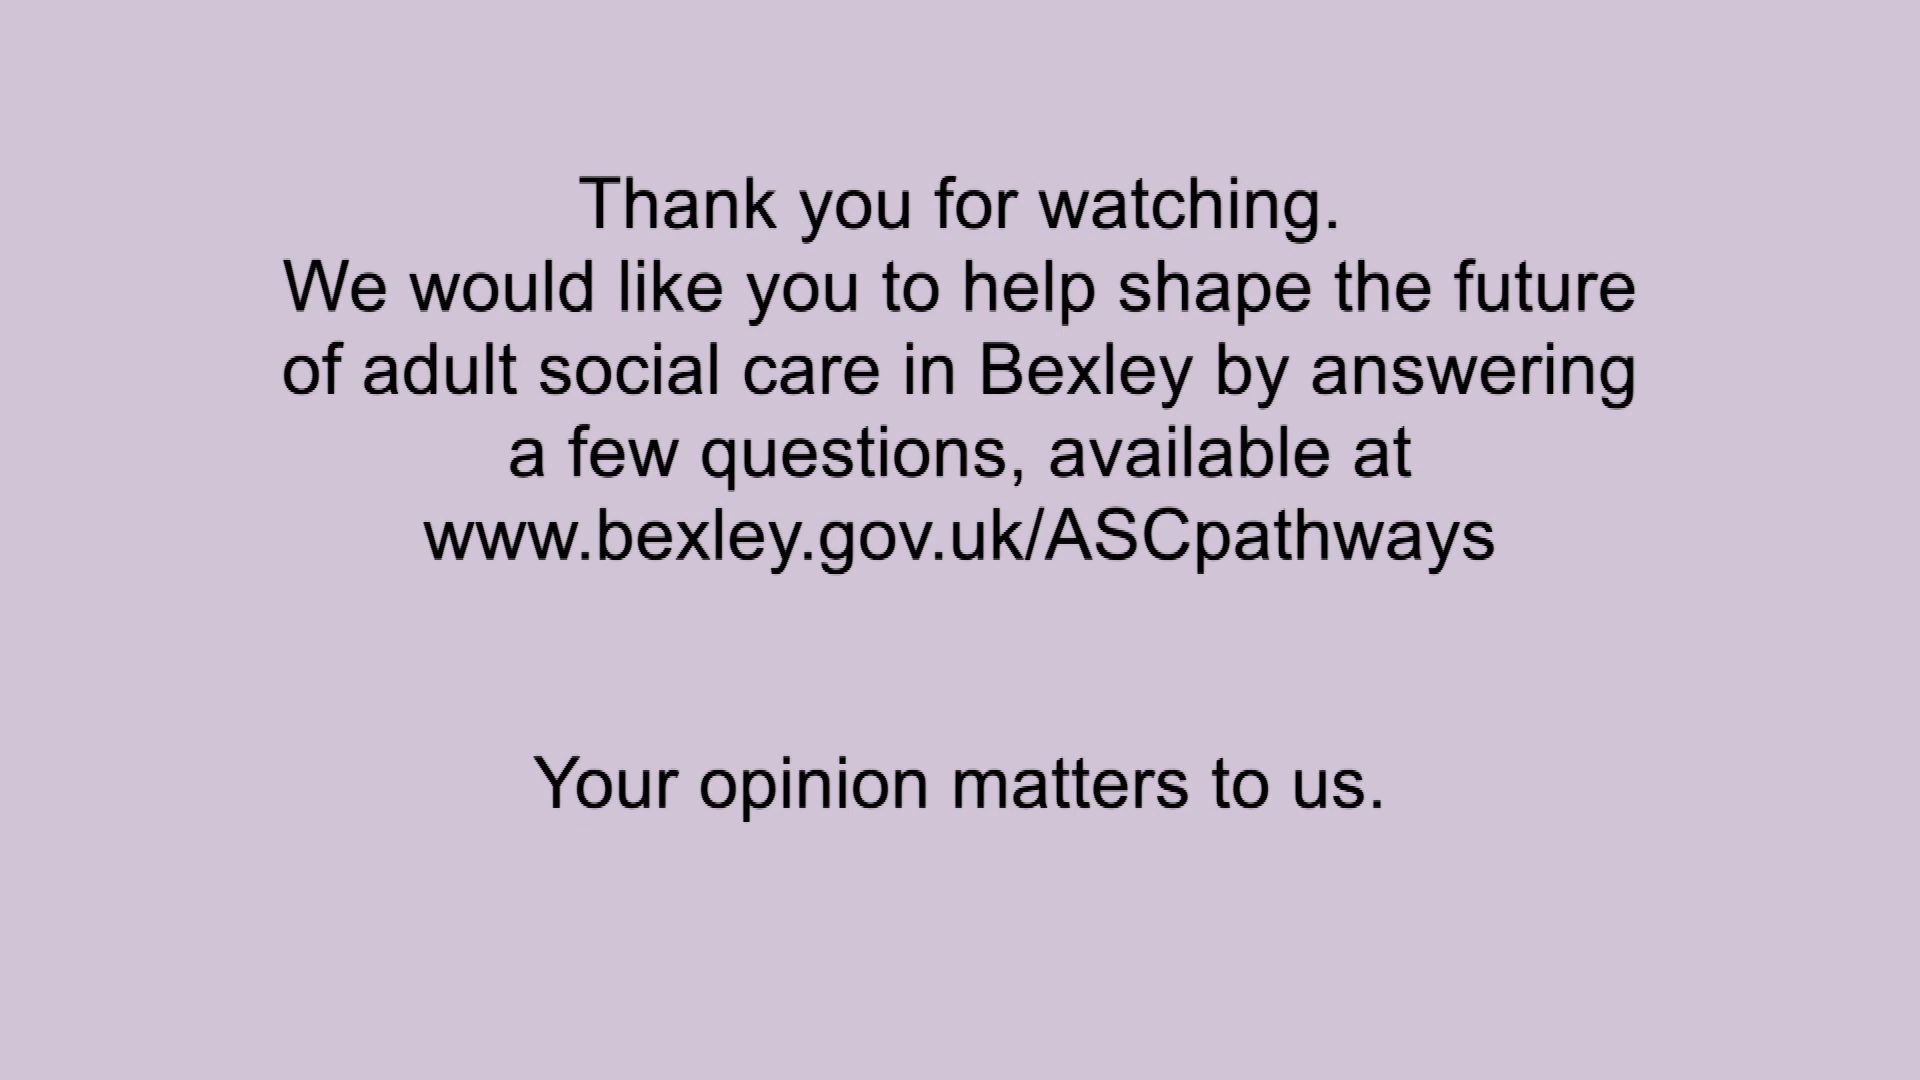 Thank you for watching.
We would like you to help shape the future
of adult social care in Bexley by answering
a few questions, available at
www.bexley.gov.uk/ASCpathways
Your opinion matters to us.